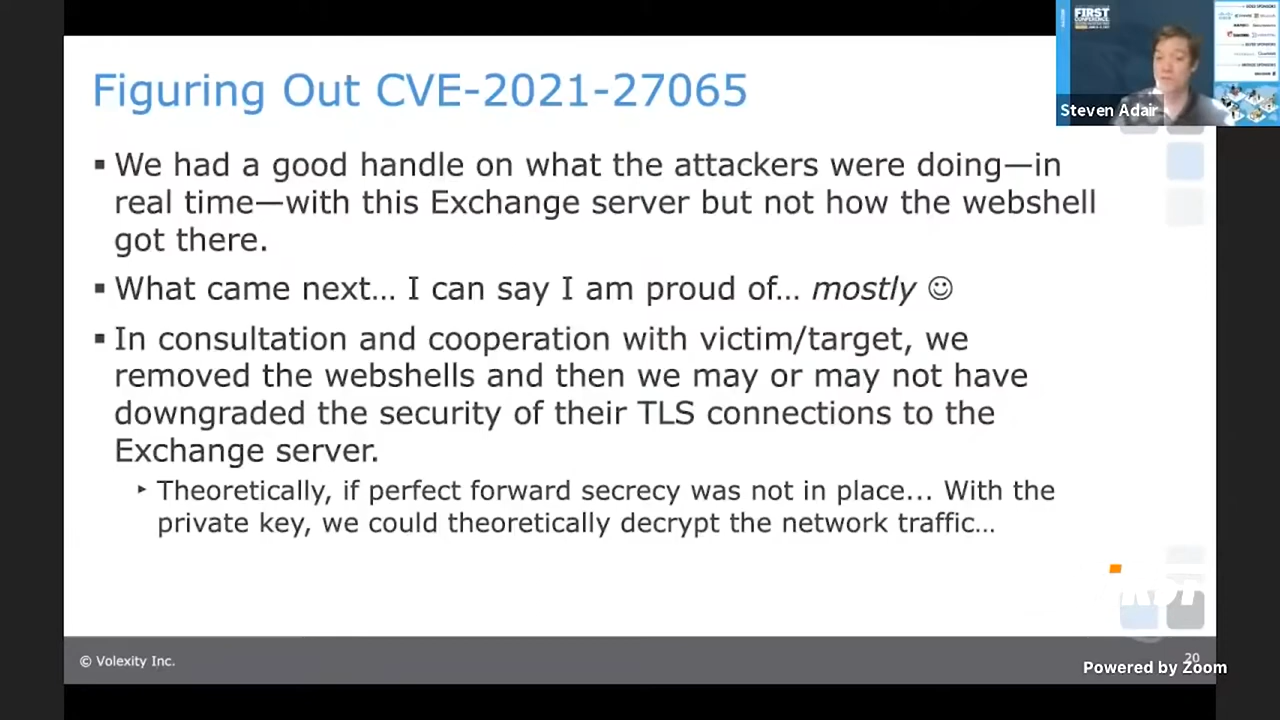 Figuring Out CVE-2021-27065
FIRST
CONFERENCE
Steven Adair
▪ We had a good handle on what the attackers were doing—in
real time—with this Exchange server but not how the webshell
got there.
▪ What came next… I can say I am proud of… mostly ☺
▪ In consultation and cooperation with victim/target, we
removed the webshells and then we may or may not have
downgraded the security of their TLS connections to the
Exchange server.
‣ Theoretically, if perfect forward secrecy was not in place... With the
private key, we could theoretically decrypt the network traffic…
© Volexity Inc.
20
Powered by Zoom